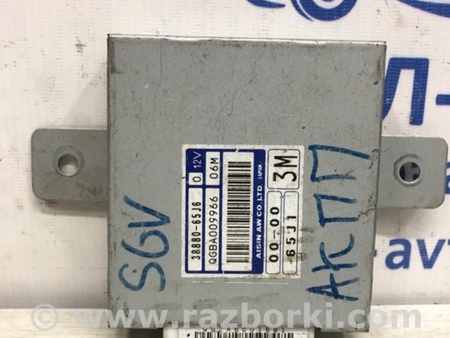 SGV
38880-65J6
0 12V
QGBA005966
06M
AISIN AW CO.,LTD JAPAN
00-00
65J1
3M
АКПП
Л-
© www.razborki.com